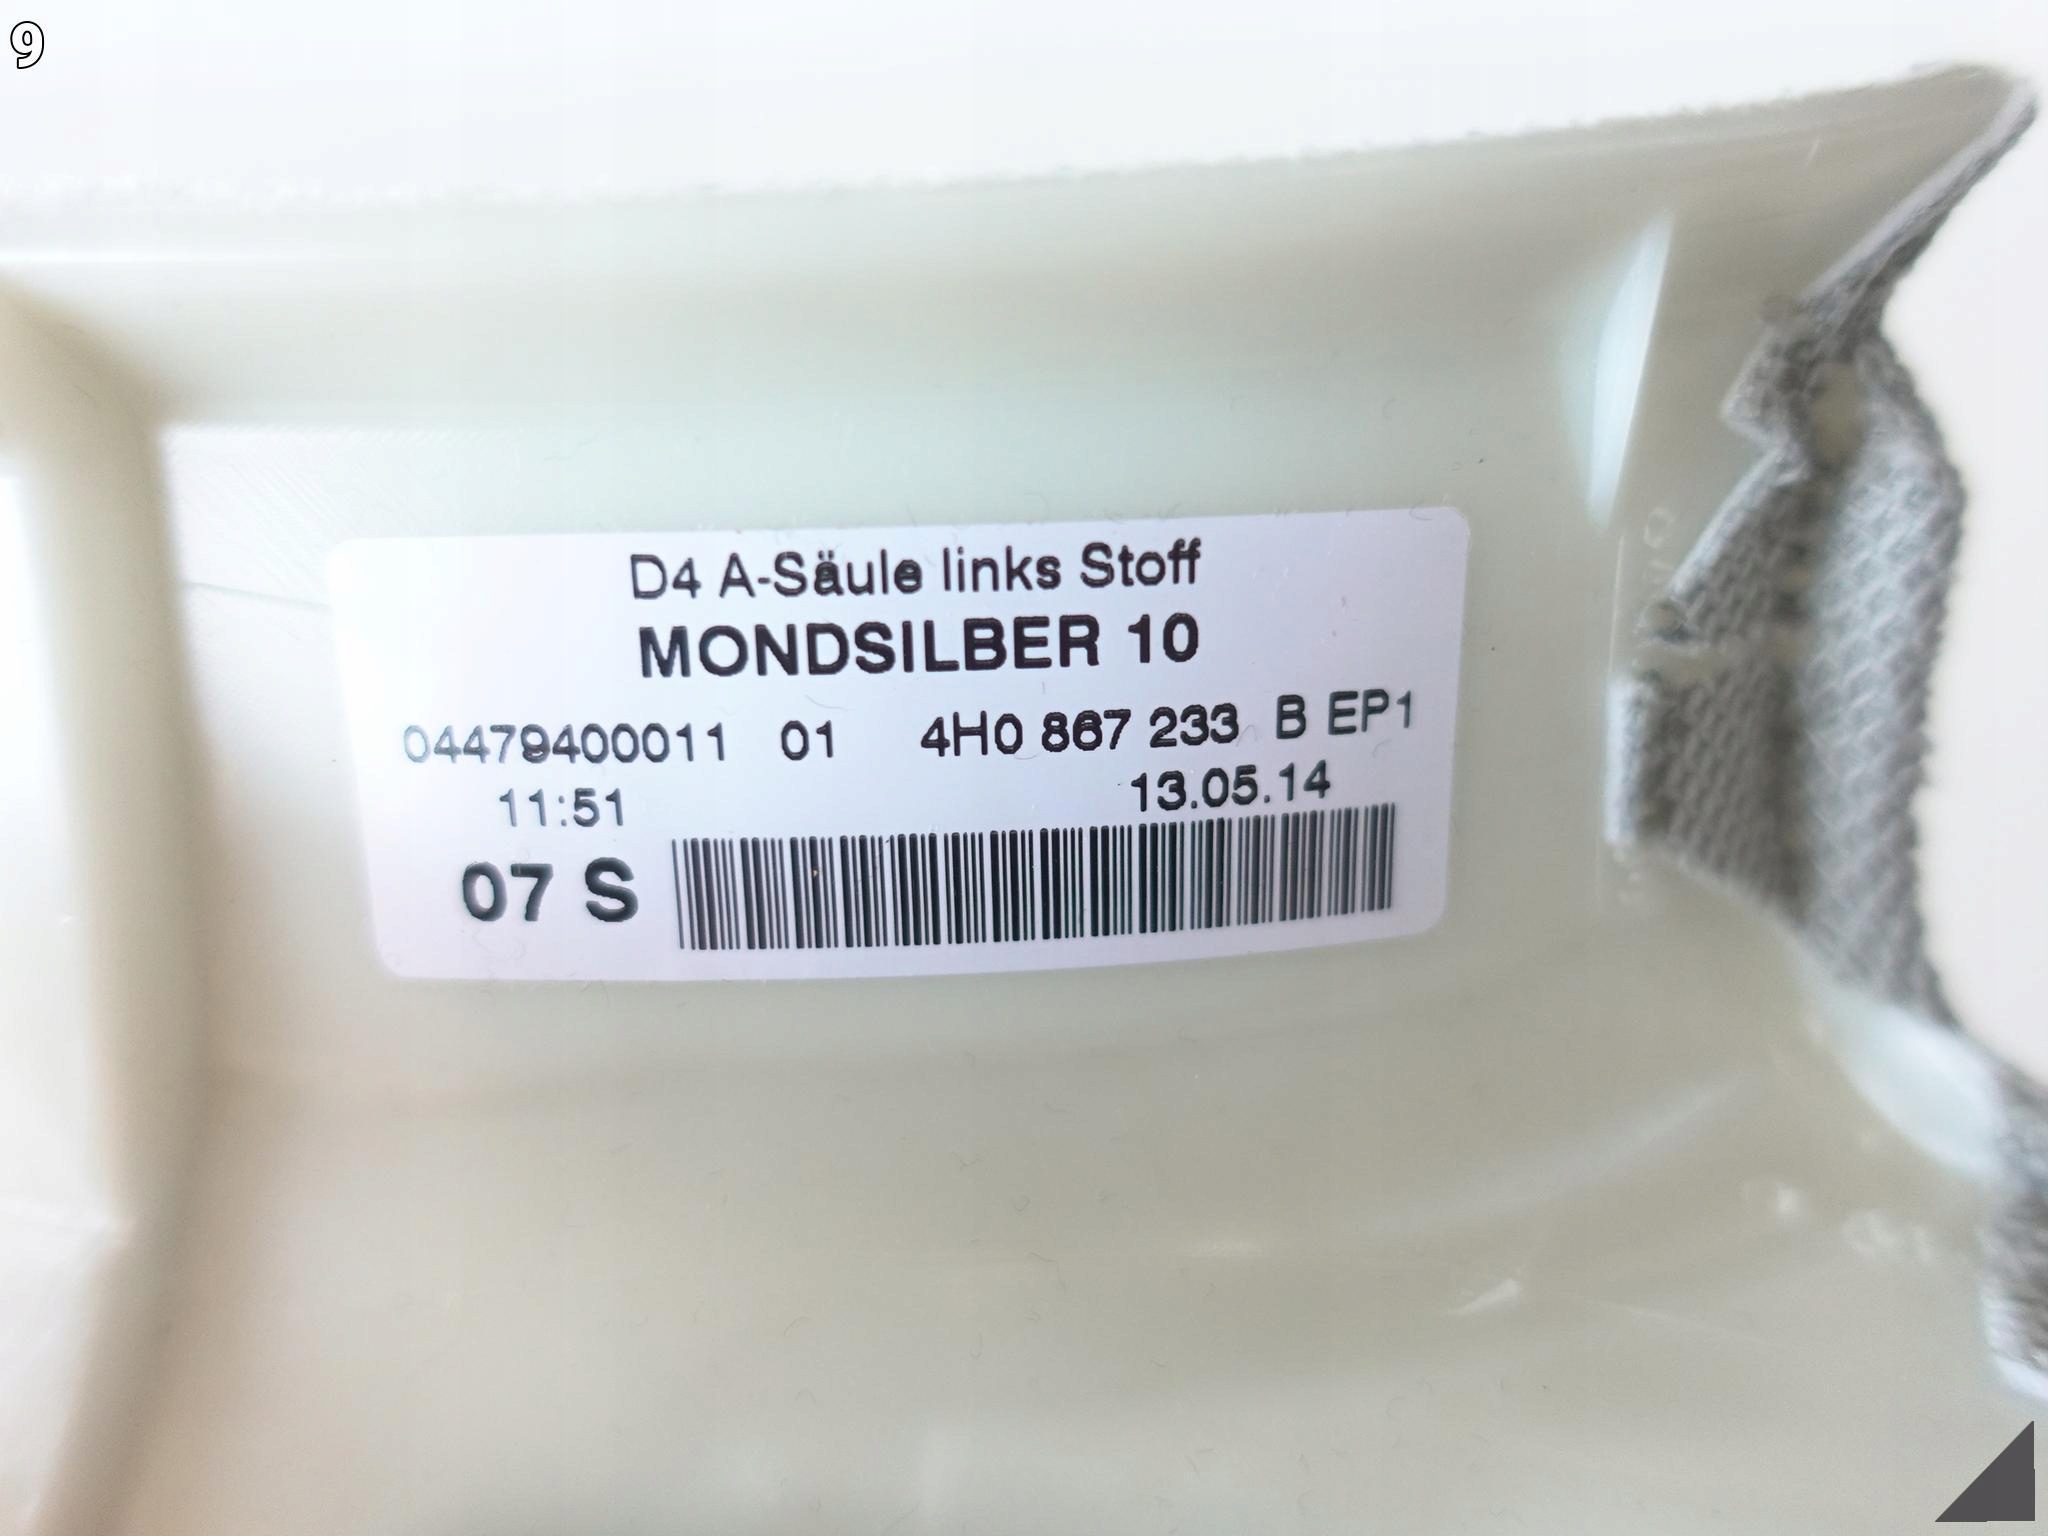 9
D4 A-Säule links Stoff
MONDSILBER 10
04479400011 01 4H0 867 233 B EP1
11:51 13.05.14
07 S